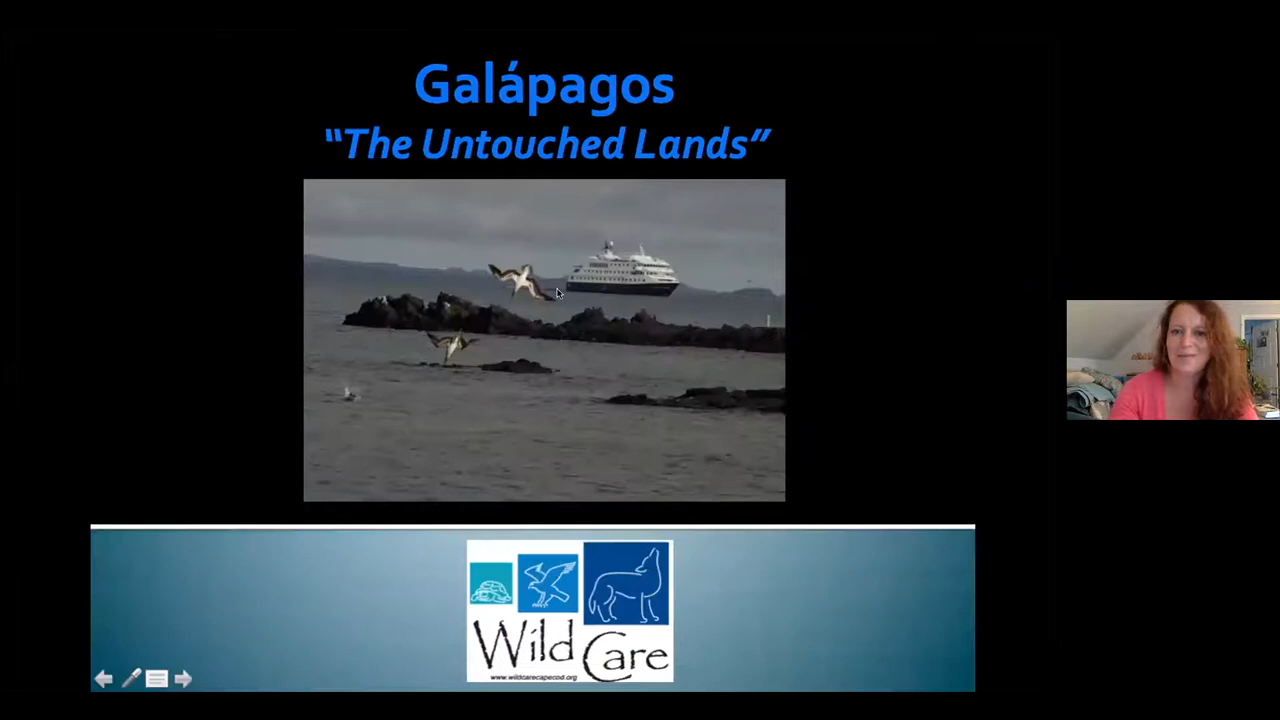 Galápagos
“The Untouched Lands”
Wild Care
www.wildcarecapecod.org